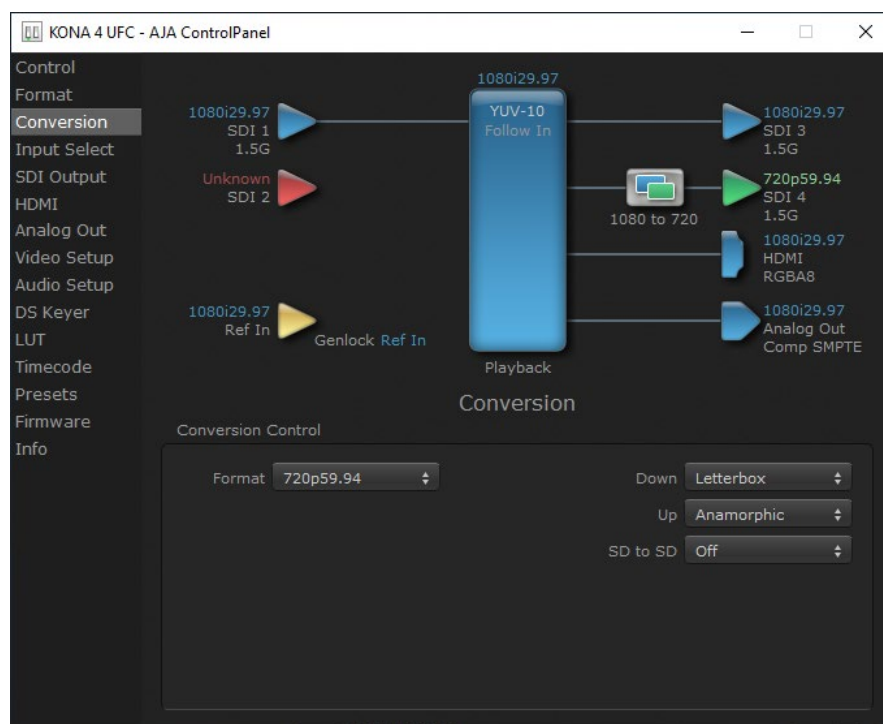 KONA 4 UFC - AJA ControlPanel
Control
Format
Conversion
Input Select
SDI Output
HDMI
Analog Out
Video Setup
Audio Setup
DS Keyer
LUT
Timecode
Presets
Firmware
Info
1080i29.97
YUV-10
Follow In
1080i29.97
SDI 1
1.5G
Unknown
SDI 2
1080i29.97
Ref In
Genlock Ref In
Playback
1080 to 720
1080i29.97
SDI 3
1.5G
720p59.94
SDI 4
1.5G
1080i29.97
HDMI
RGBA8
1080i29.97
Analog Out
Comp SMPTE
Conversion
Conversion Control
Format 720p59.94
Down Letterbox
Up Anamorphic
SD to SD Off